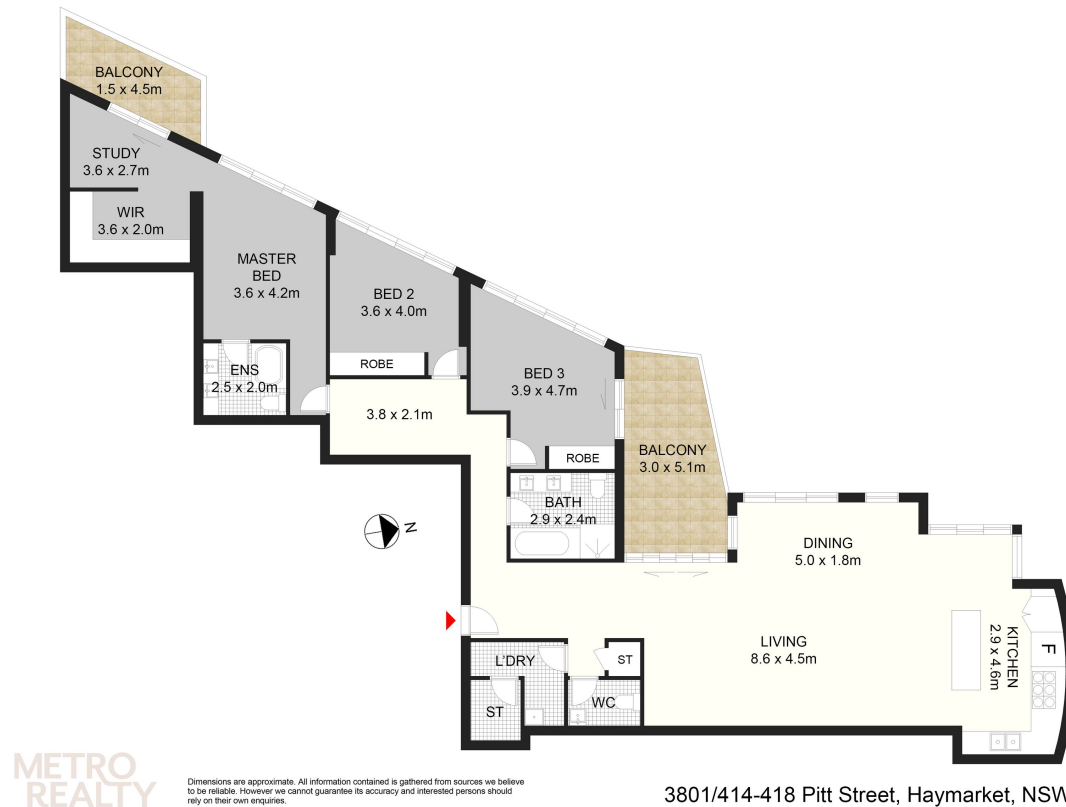 BALCONY
1.5 x 4.5m
STUDY
3.6 x 2.7m
WIR
3.6 x 2.0m
MASTER
BED
3.6 x 4.2m
BED 2
3.6 x 4.0m
ROBE
ENS
2.5 x 2.0m
BED 3
3.9 x 4.7m
ROBE
3.8 x 2.1m
BALCONY
3.0 x 5.1m
BATH
2.9 x 2.4m
N
DINING
5.0 x 1.8m
LIVING
8.6 x 4.5m
KITCHEN
2.9 x 4.6m
F
L'DRY
ST
ST
WC
METRO
REALTY
Dimensions are approximate. All information contained is gathered from sources we believe
to be reliable. However we cannot guarantee its accuracy and interested persons should
rely on their own enquiries.
3801/414-418 Pitt Street, Haymarket, NSW